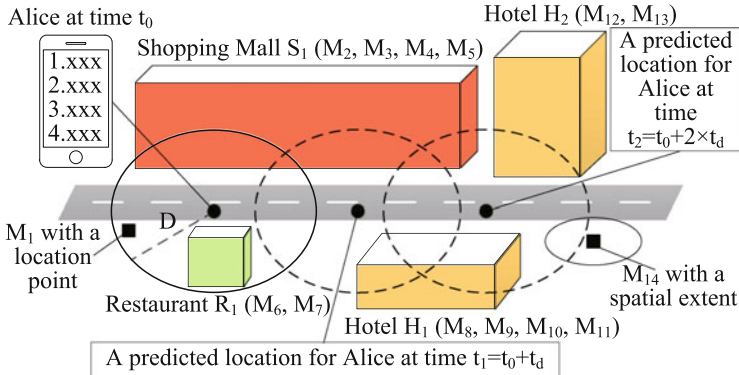 Alice at time t₀
1.xxx
2.xxx
3.xxx
4.xxx
Shopping Mall S₁ (M₂, M₃, M₄, M₅)
Hotel H₂ (M₁₂, M₁₃)
A predicted
location for
Alice at
time
t₂=t₀+2×t_d
D
M₁ with a
location
point
Restaurant R₁ (M₆, M₇)
Hotel H₁ (M₈, M₉, M₁₀, M₁₁)
M₁₄ with a
spatial extent
A predicted location for Alice at time t₁=t₀+t_d